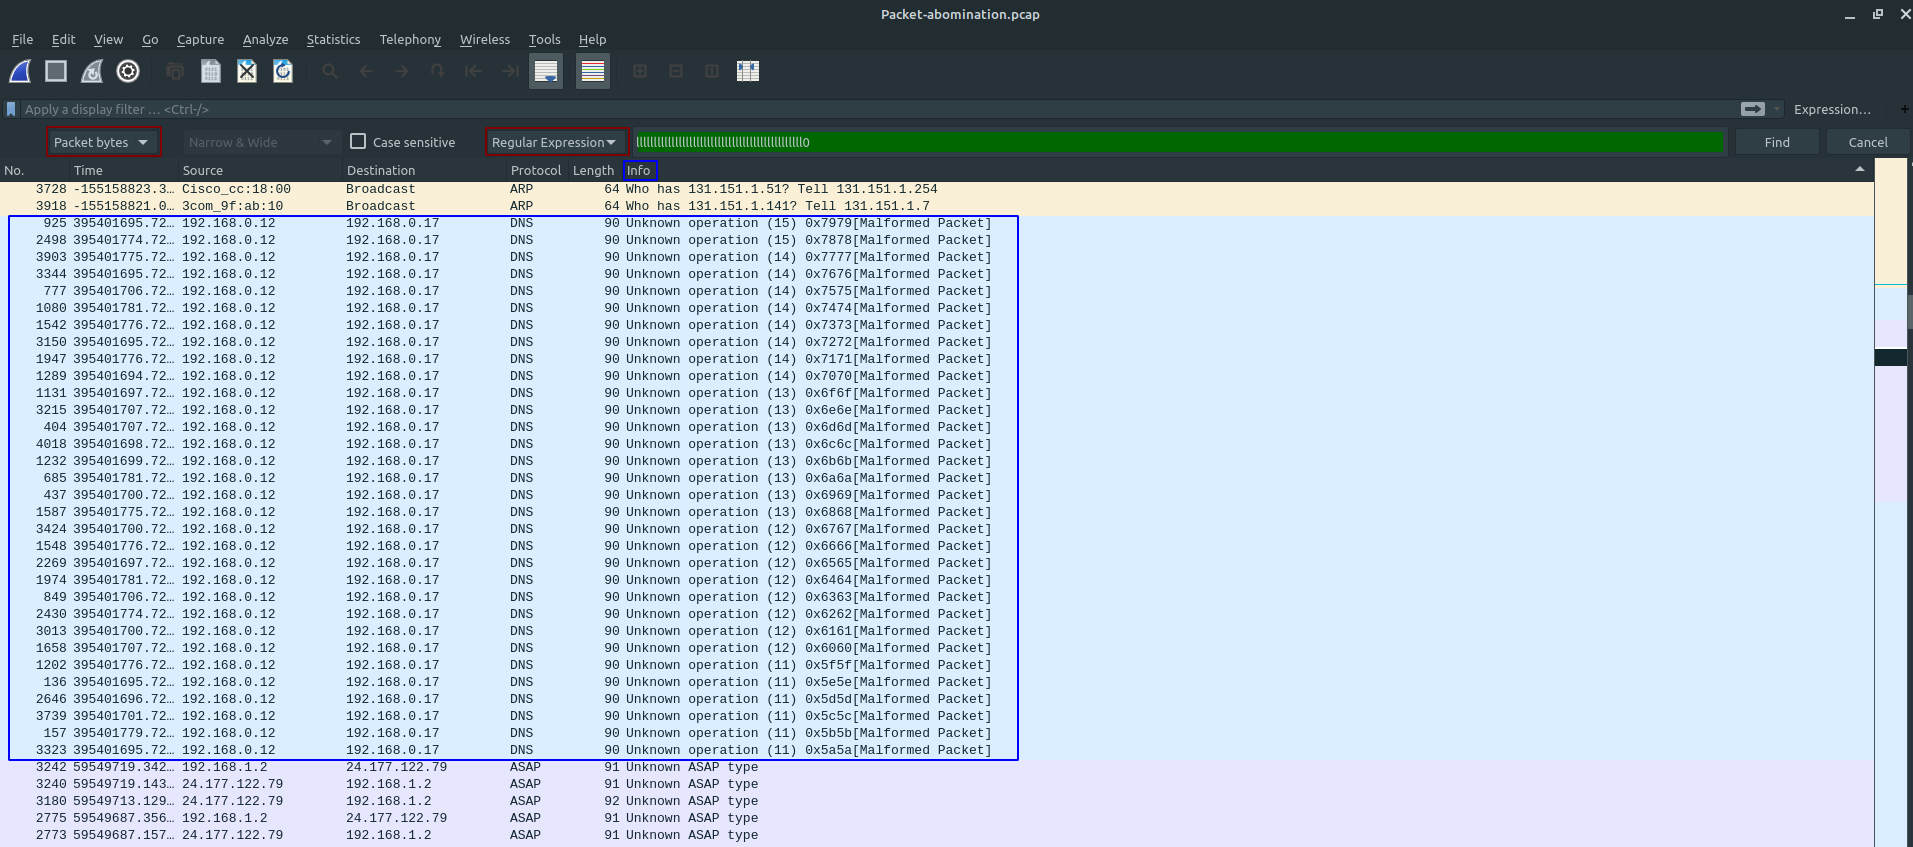 Packet-abomination.pcap
File Edit View Go Capture Analyze Statistics Telephony Wireless Tools Help
Apply a display filter … <Ctrl-/> Expression… +
Packet bytes Narrow & Wide Case sensitive Regular Expression Find Cancel
No. Time Source Destination Protocol Length Info
3728 -155158823.3… Cisco_cc:18:00 Broadcast ARP 64 Who has 131.151.1.51? Tell 131.151.1.254
3918 -155158821.0… 3com_9f:ab:10 Broadcast ARP 64 Who has 131.151.1.141? Tell 131.151.1.7
925 395401695.72… 192.168.0.12 192.168.0.17 DNS 90 Unknown operation (15) 0x7979[Malformed Packet]
2498 395401774.72… 192.168.0.12 192.168.0.17 DNS 90 Unknown operation (15) 0x7878[Malformed Packet]
3903 395401775.72… 192.168.0.12 192.168.0.17 DNS 90 Unknown operation (14) 0x7777[Malformed Packet]
3344 395401695.72… 192.168.0.12 192.168.0.17 DNS 90 Unknown operation (14) 0x7676[Malformed Packet]
777 395401706.72… 192.168.0.12 192.168.0.17 DNS 90 Unknown operation (14) 0x7575[Malformed Packet]
1080 395401781.72… 192.168.0.12 192.168.0.17 DNS 90 Unknown operation (14) 0x7474[Malformed Packet]
1542 395401776.72… 192.168.0.12 192.168.0.17 DNS 90 Unknown operation (14) 0x7373[Malformed Packet]
3150 395401695.72… 192.168.0.12 192.168.0.17 DNS 90 Unknown operation (14) 0x7272[Malformed Packet]
1947 395401776.72… 192.168.0.12 192.168.0.17 DNS 90 Unknown operation (14) 0x7171[Malformed Packet]
1289 395401694.72… 192.168.0.12 192.168.0.17 DNS 90 Unknown operation (14) 0x7070[Malformed Packet]
1131 395401697.72… 192.168.0.12 192.168.0.17 DNS 90 Unknown operation (13) 0x6f6f[Malformed Packet]
3215 395401707.72… 192.168.0.12 192.168.0.17 DNS 90 Unknown operation (13) 0x6e6e[Malformed Packet]
404 395401707.72… 192.168.0.12 192.168.0.17 DNS 90 Unknown operation (13) 0x6d6d[Malformed Packet]
4018 395401698.72… 192.168.0.12 192.168.0.17 DNS 90 Unknown operation (13) 0x6c6c[Malformed Packet]
1232 395401699.72… 192.168.0.12 192.168.0.17 DNS 90 Unknown operation (13) 0x6b6b[Malformed Packet]
685 395401781.72… 192.168.0.12 192.168.0.17 DNS 90 Unknown operation (13) 0x6a6a[Malformed Packet]
437 395401700.72… 192.168.0.12 192.168.0.17 DNS 90 Unknown operation (13) 0x6969[Malformed Packet]
1587 395401775.72… 192.168.0.12 192.168.0.17 DNS 90 Unknown operation (13) 0x6868[Malformed Packet]
3424 395401700.72… 192.168.0.12 192.168.0.17 DNS 90 Unknown operation (12) 0x6767[Malformed Packet]
1548 395401776.72… 192.168.0.12 192.168.0.17 DNS 90 Unknown operation (12) 0x6666[Malformed Packet]
2269 395401697.72… 192.168.0.12 192.168.0.17 DNS 90 Unknown operation (12) 0x6565[Malformed Packet]
1974 395401781.72… 192.168.0.12 192.168.0.17 DNS 90 Unknown operation (12) 0x6464[Malformed Packet]
849 395401706.72… 192.168.0.12 192.168.0.17 DNS 90 Unknown operation (12) 0x6363[Malformed Packet]
2430 395401774.72… 192.168.0.12 192.168.0.17 DNS 90 Unknown operation (12) 0x6262[Malformed Packet]
3013 395401700.72… 192.168.0.12 192.168.0.17 DNS 90 Unknown operation (12) 0x6161[Malformed Packet]
1658 395401707.72… 192.168.0.12 192.168.0.17 DNS 90 Unknown operation (12) 0x6060[Malformed Packet]
1202 395401776.72… 192.168.0.12 192.168.0.17 DNS 90 Unknown operation (11) 0x5f5f[Malformed Packet]
136 395401695.72… 192.168.0.12 192.168.0.17 DNS 90 Unknown operation (11) 0x5e5e[Malformed Packet]
2646 395401696.72… 192.168.0.12 192.168.0.17 DNS 90 Unknown operation (11) 0x5d5d[Malformed Packet]
3739 395401701.72… 192.168.0.12 192.168.0.17 DNS 90 Unknown operation (11) 0x5c5c[Malformed Packet]
157 395401779.72… 192.168.0.12 192.168.0.17 DNS 90 Unknown operation (11) 0x5b5b[Malformed Packet]
3323 395401695.72… 192.168.0.12 192.168.0.17 DNS 90 Unknown operation (11) 0x5a5a[Malformed Packet]
3242 59549719.342… 192.168.1.2 24.177.122.79 ASAP 91 Unknown ASAP type
3240 59549719.143… 24.177.122.79 192.168.1.2 ASAP 91 Unknown ASAP type
3180 59549713.129… 24.177.122.79 192.168.1.2 ASAP 92 Unknown ASAP type
2775 59549687.356… 192.168.1.2 24.177.122.79 ASAP 91 Unknown ASAP type
2773 59549687.157… 24.177.122.79 192.168.1.2 ASAP 91 Unknown ASAP type